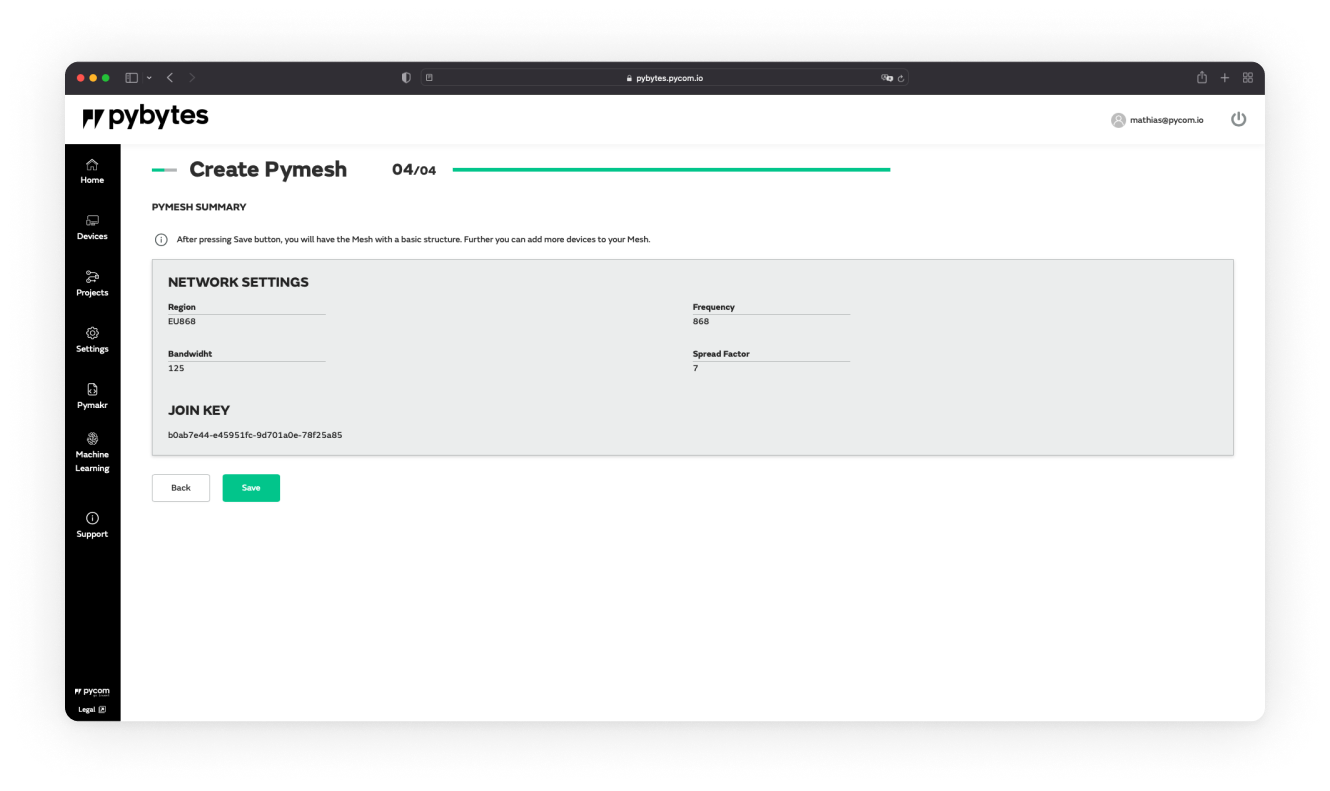 pybytes.pycom.io
pybytes
mathias@pycom.io
Home
Devices
Projects
Settings
Pymakr
Machine
Learning
Support
pycom
Legal
Create Pymesh 04/04
PYMESH SUMMARY
After pressing Save button, you will have the Mesh with a basic structure. Further you can add more devices to your Mesh.
NETWORK SETTINGS
Region Frequency
EU868 868
Bandwidht Spread Factor
125 7
JOIN KEY
b0ab7e44-e45951fc-9d701a0e-78f25a85
Back Save